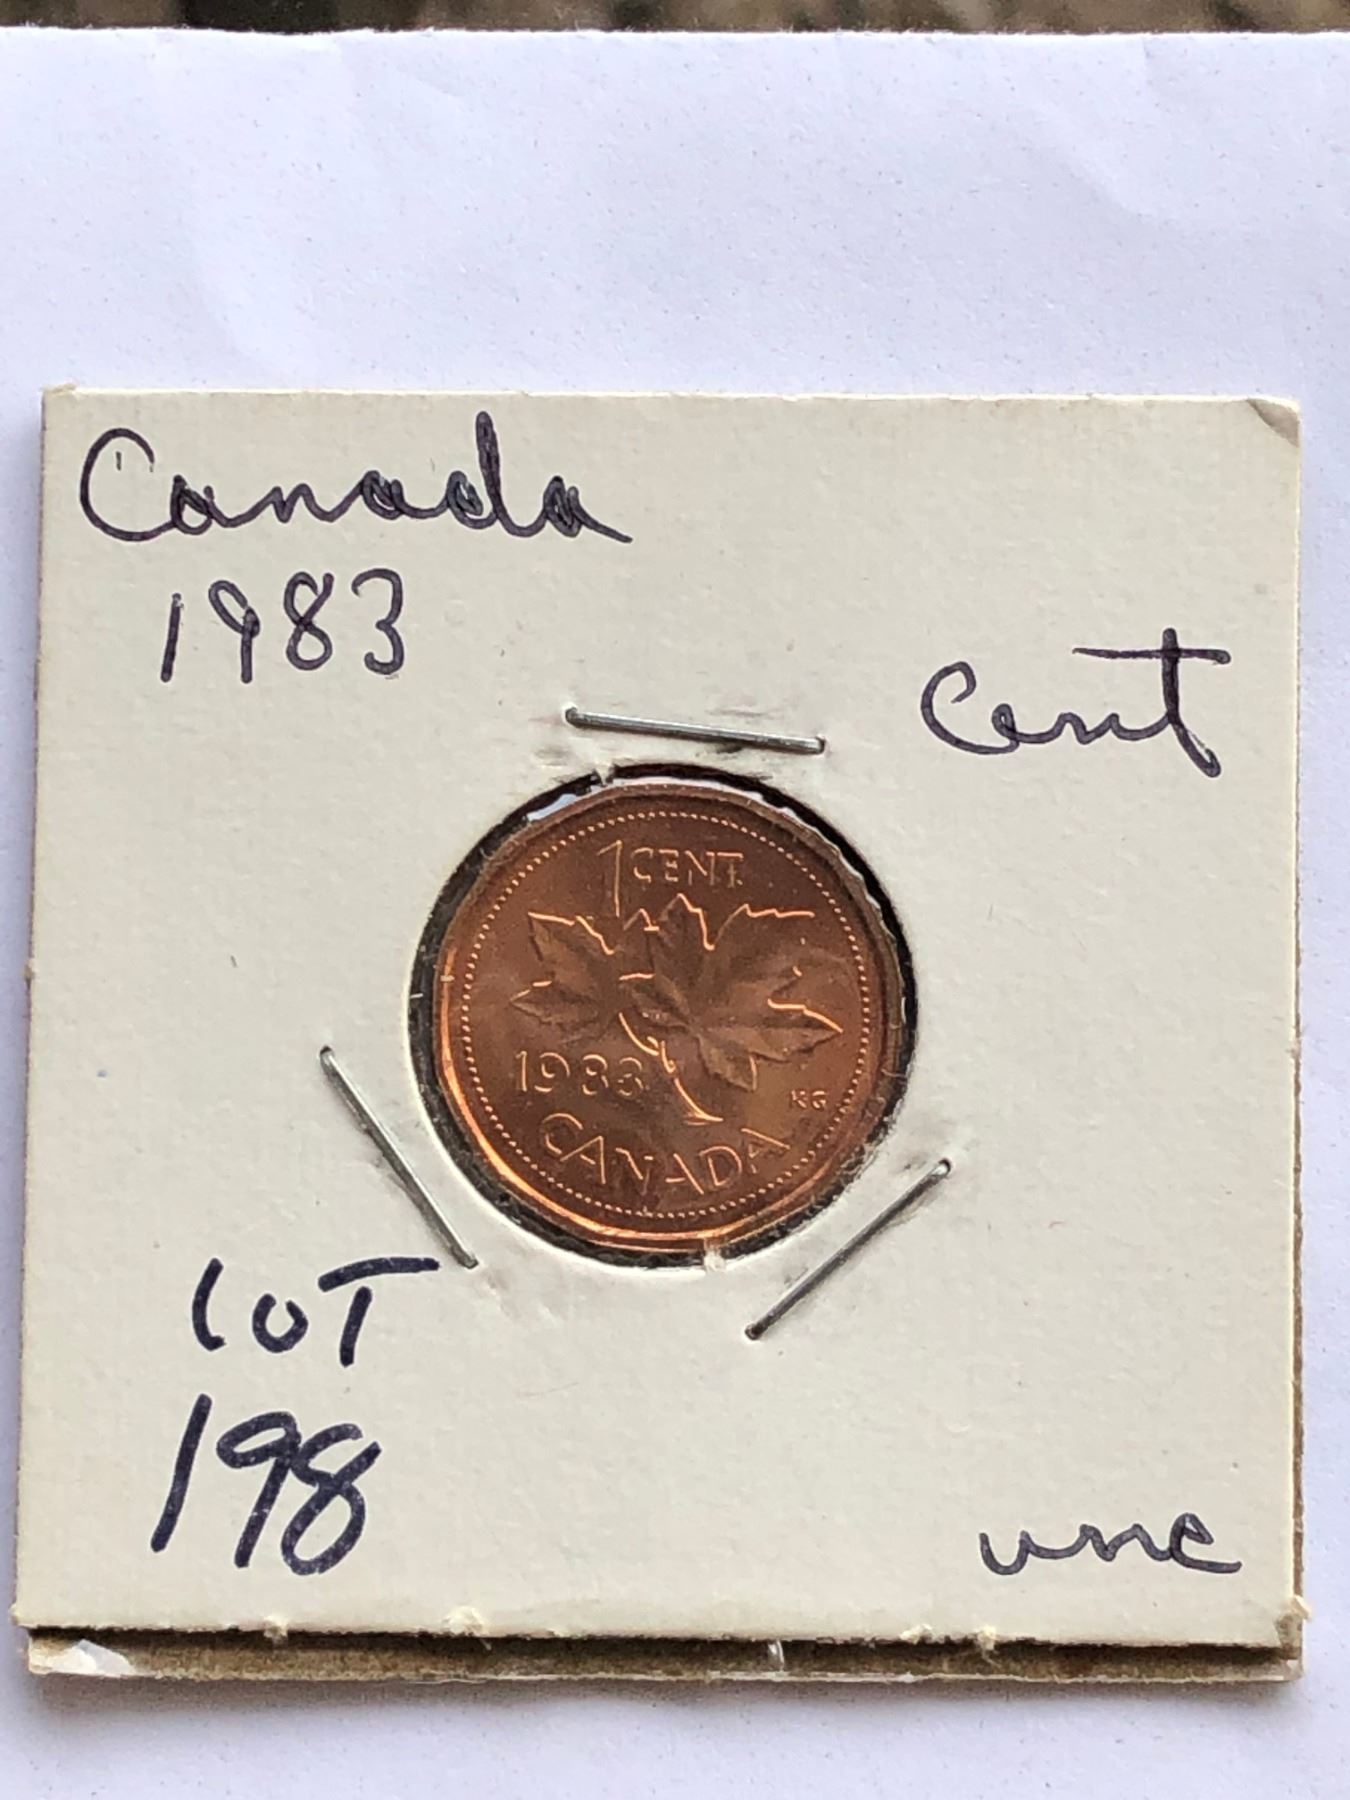 Canada
1983
cent
1 CENT
1983
KG
CANADA
LOT
198
unc